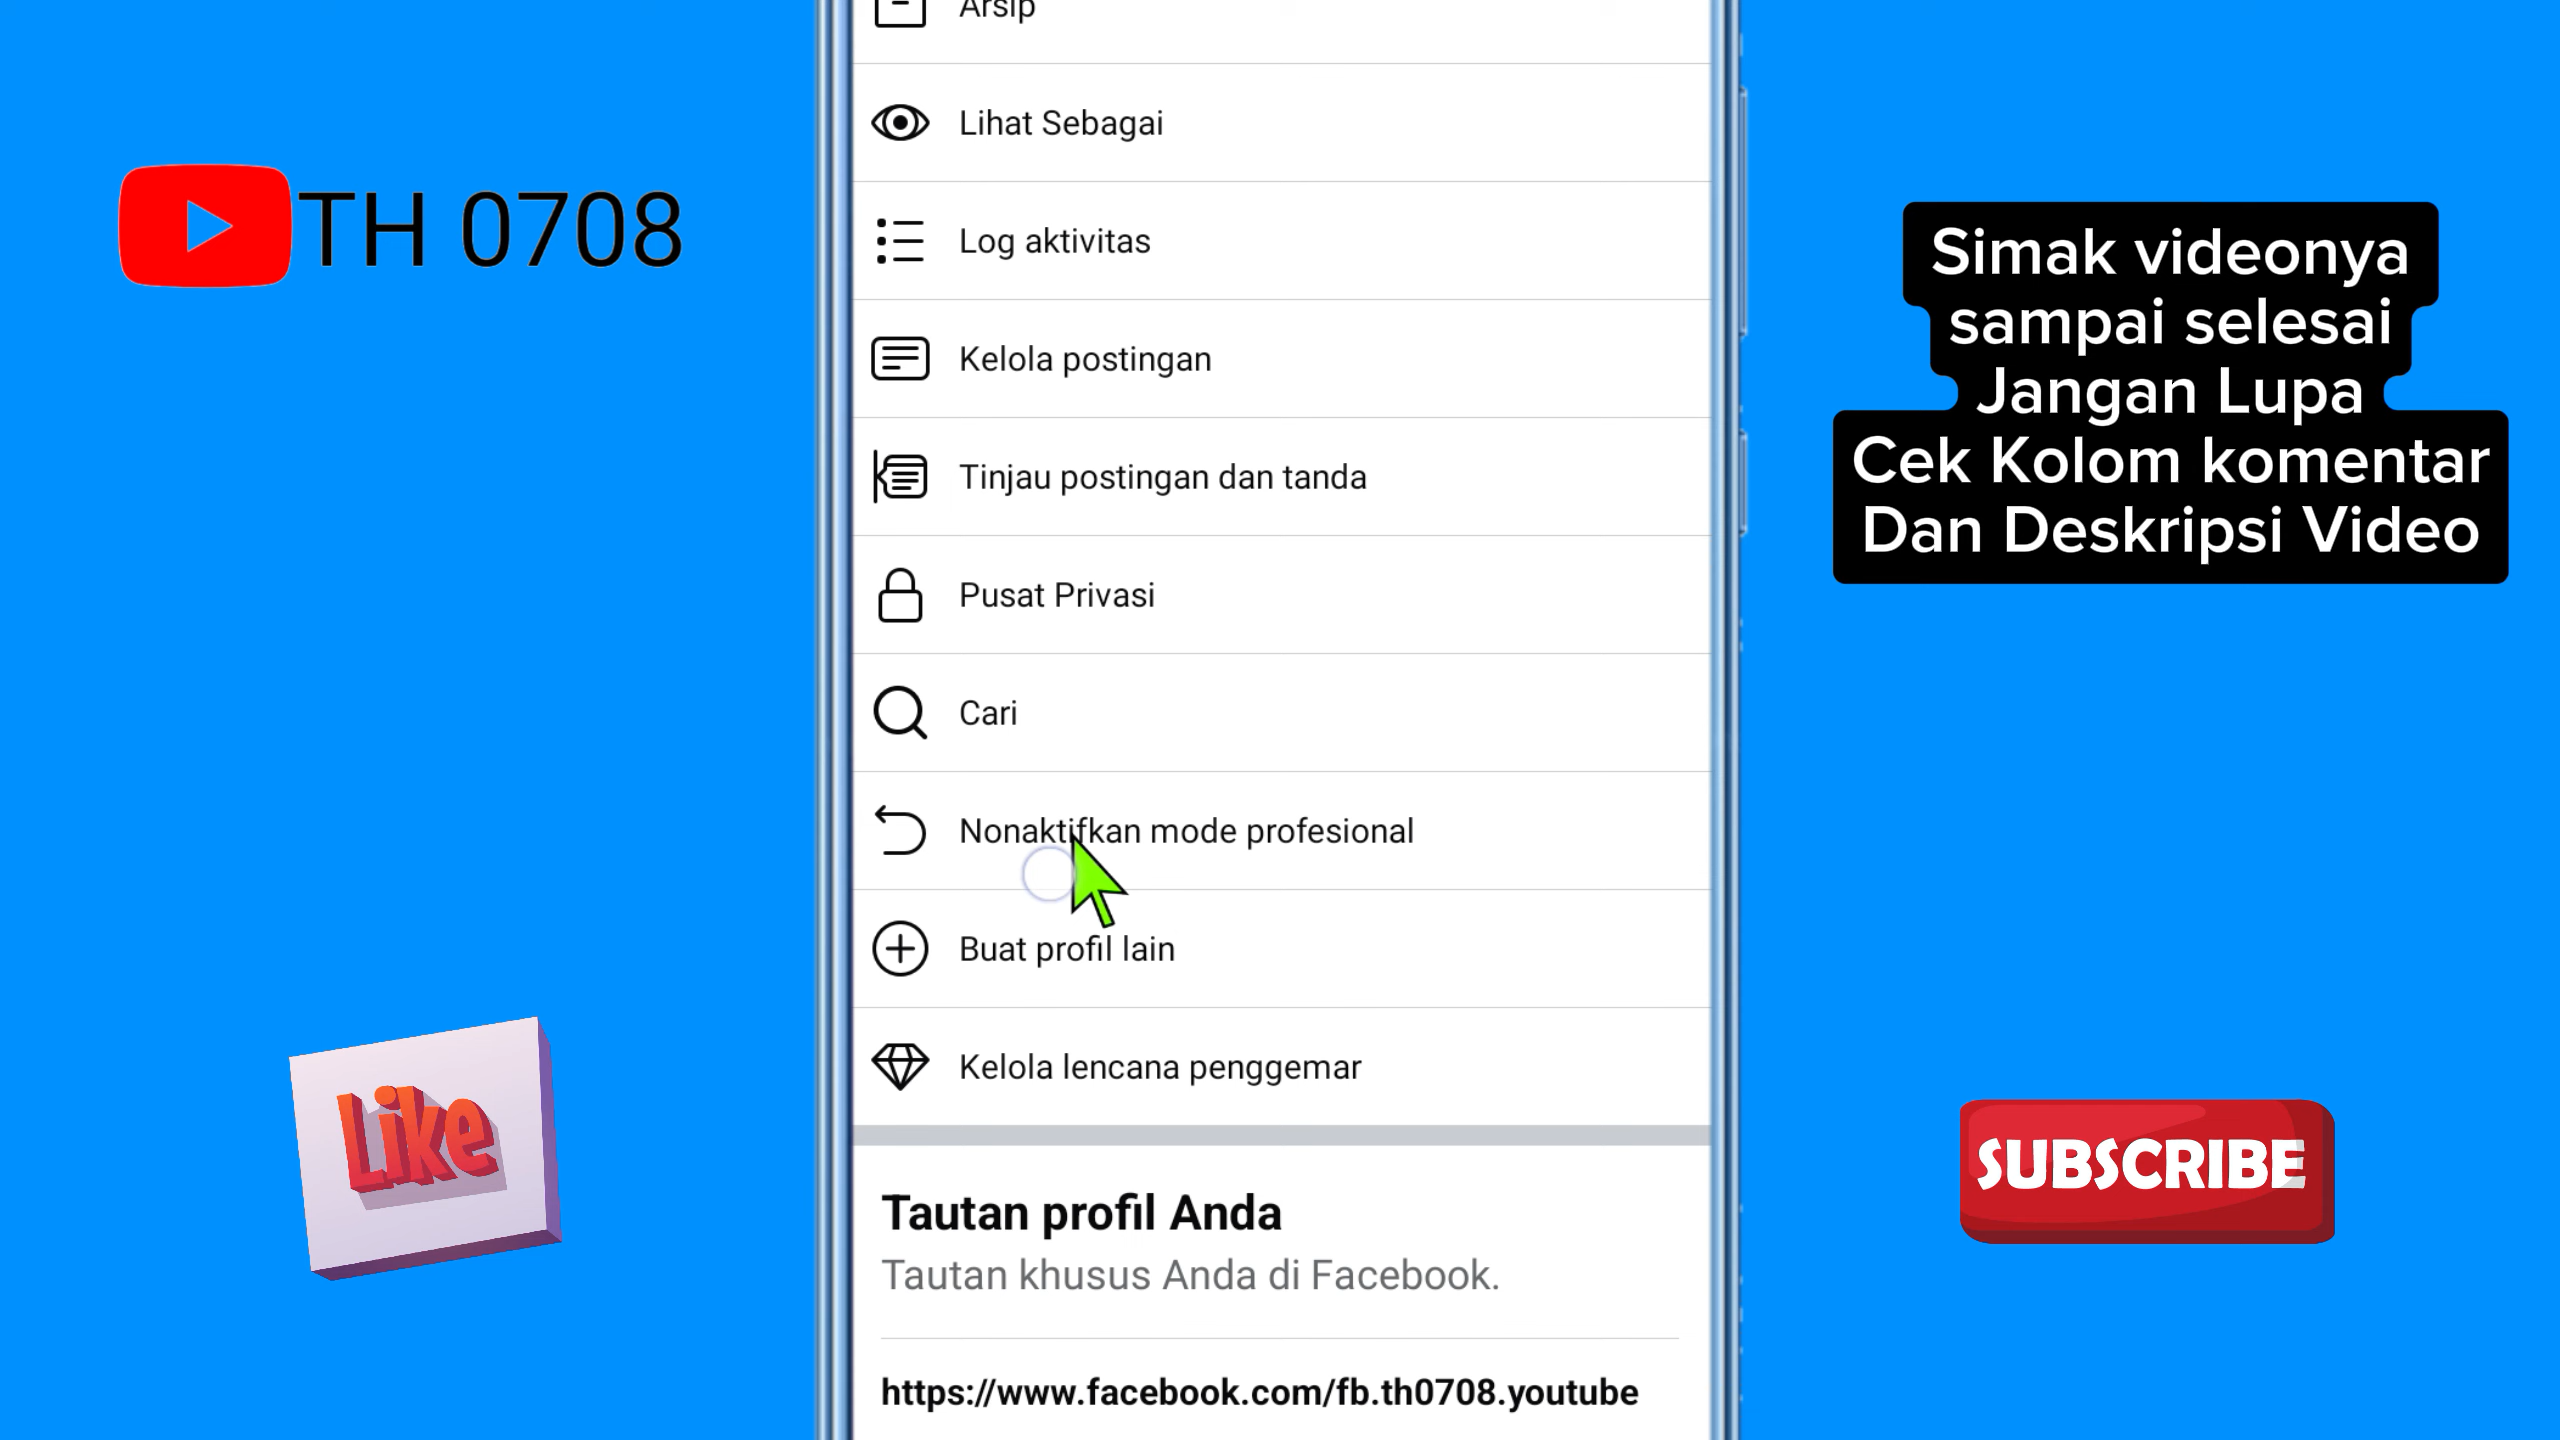 Arsip
Lihat Sebagai
Log aktivitas
Kelola postingan
Tinjau postingan dan tanda
Pusat Privasi
Cari
Nonaktifkan mode profesional
Buat profil lain
Kelola lencana penggemar
Tautan profil Anda
Tautan khusus Anda di Facebook.
https://www.facebook.com/fb.th0708.youtube
TH 0708
Like
Simak videonya
sampai selesai
Jangan Lupa
Cek Kolom komentar
Dan Deskripsi Video
SUBSCRIBE